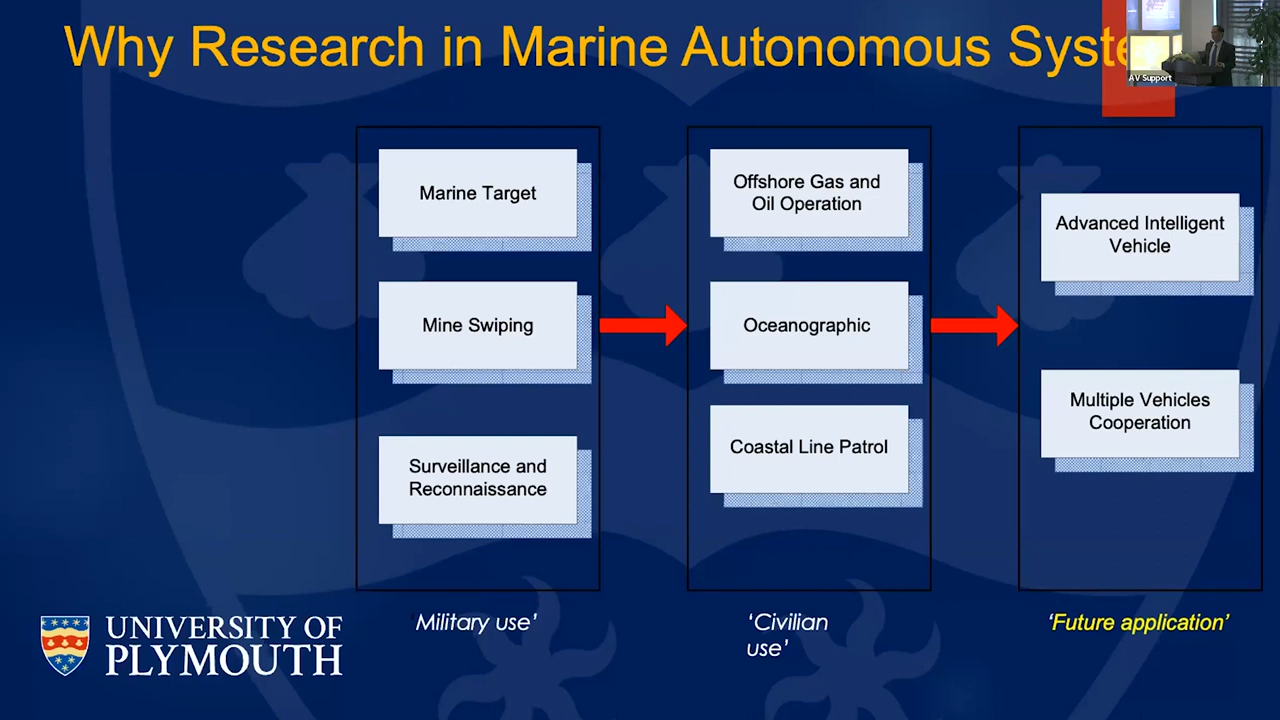 Why Research in Marine Autonomous Syste
AV Support
Marine Target
Mine Swiping
Surveillance and
Reconnaissance
'Military use'
Offshore Gas and
Oil Operation
Oceanographic
Coastal Line Patrol
‘Civilian
use’
Advanced Intelligent
Vehicle
Multiple Vehicles
Cooperation
‘Future application’
UNIVERSITY OF
PLYMOUTH